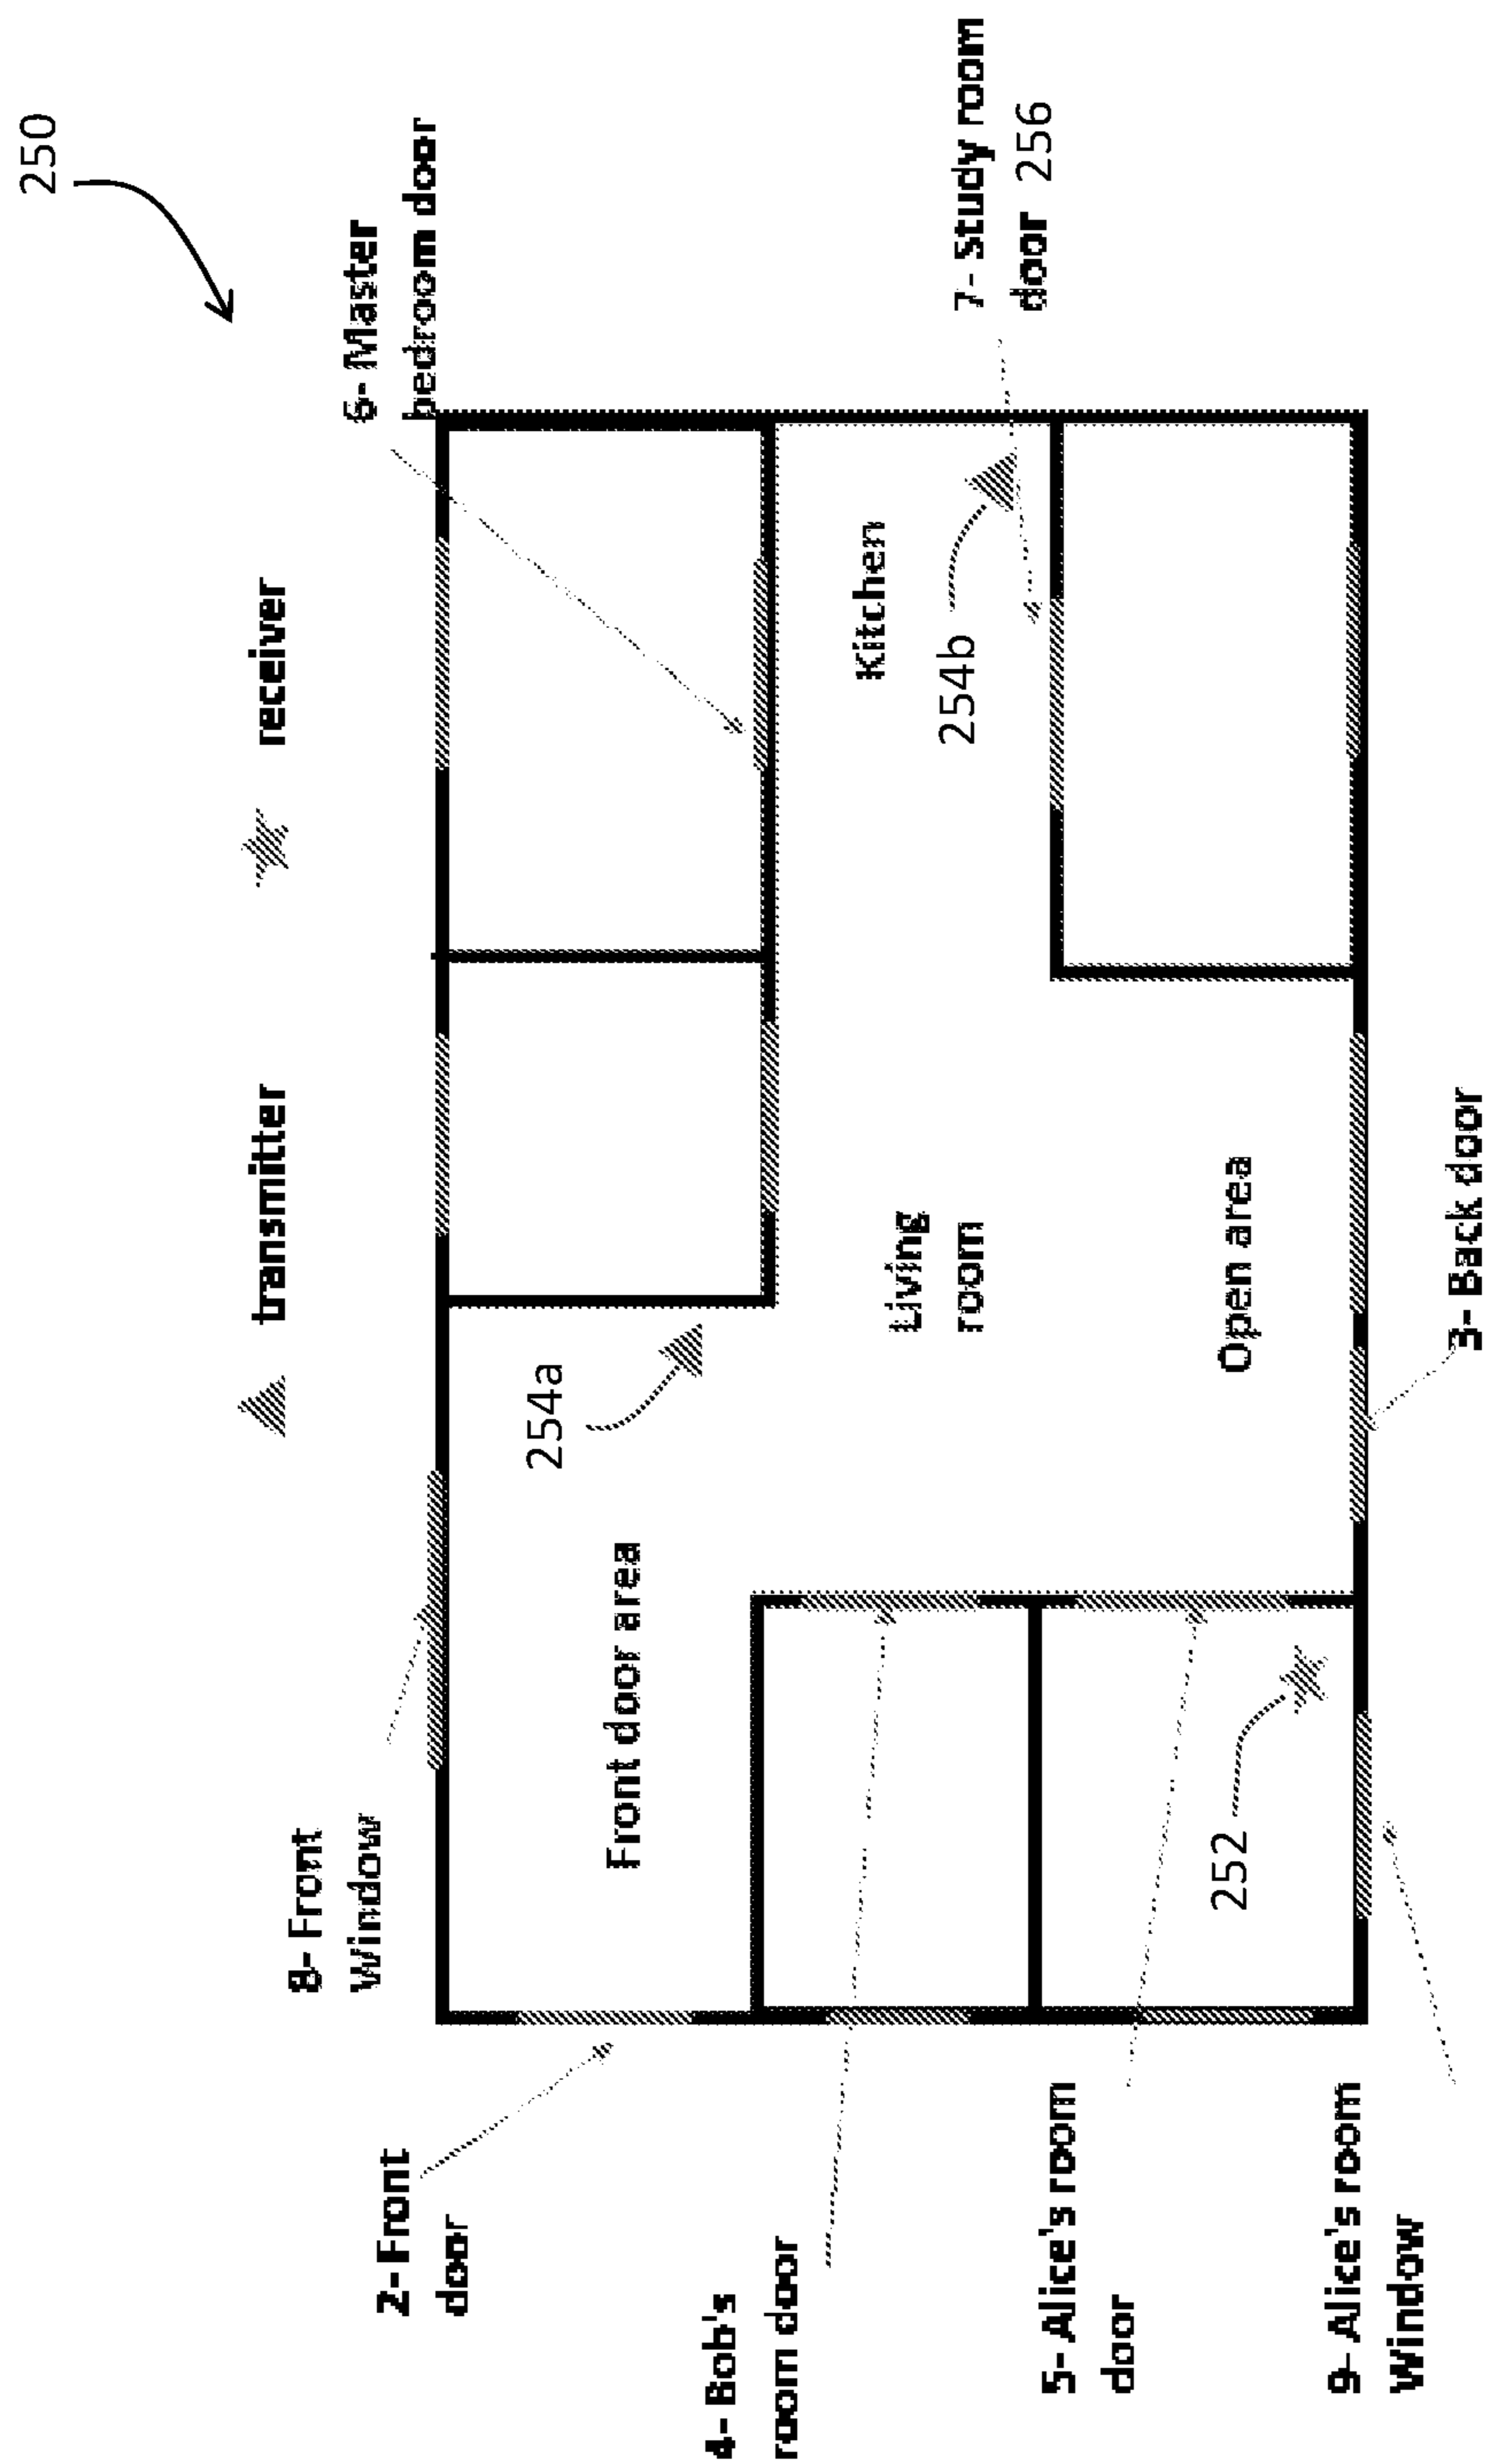 250
transmitter
receiver
8- Front
Window
6- Master
bedroom door
2- Front
door
254a
Front door area
4- Bob's
room door
Kitchen
Living
room
254b
7- Study room
door 256
5- Alice's room
door
252
Open area
9- Alice's room
Window
3- Back door